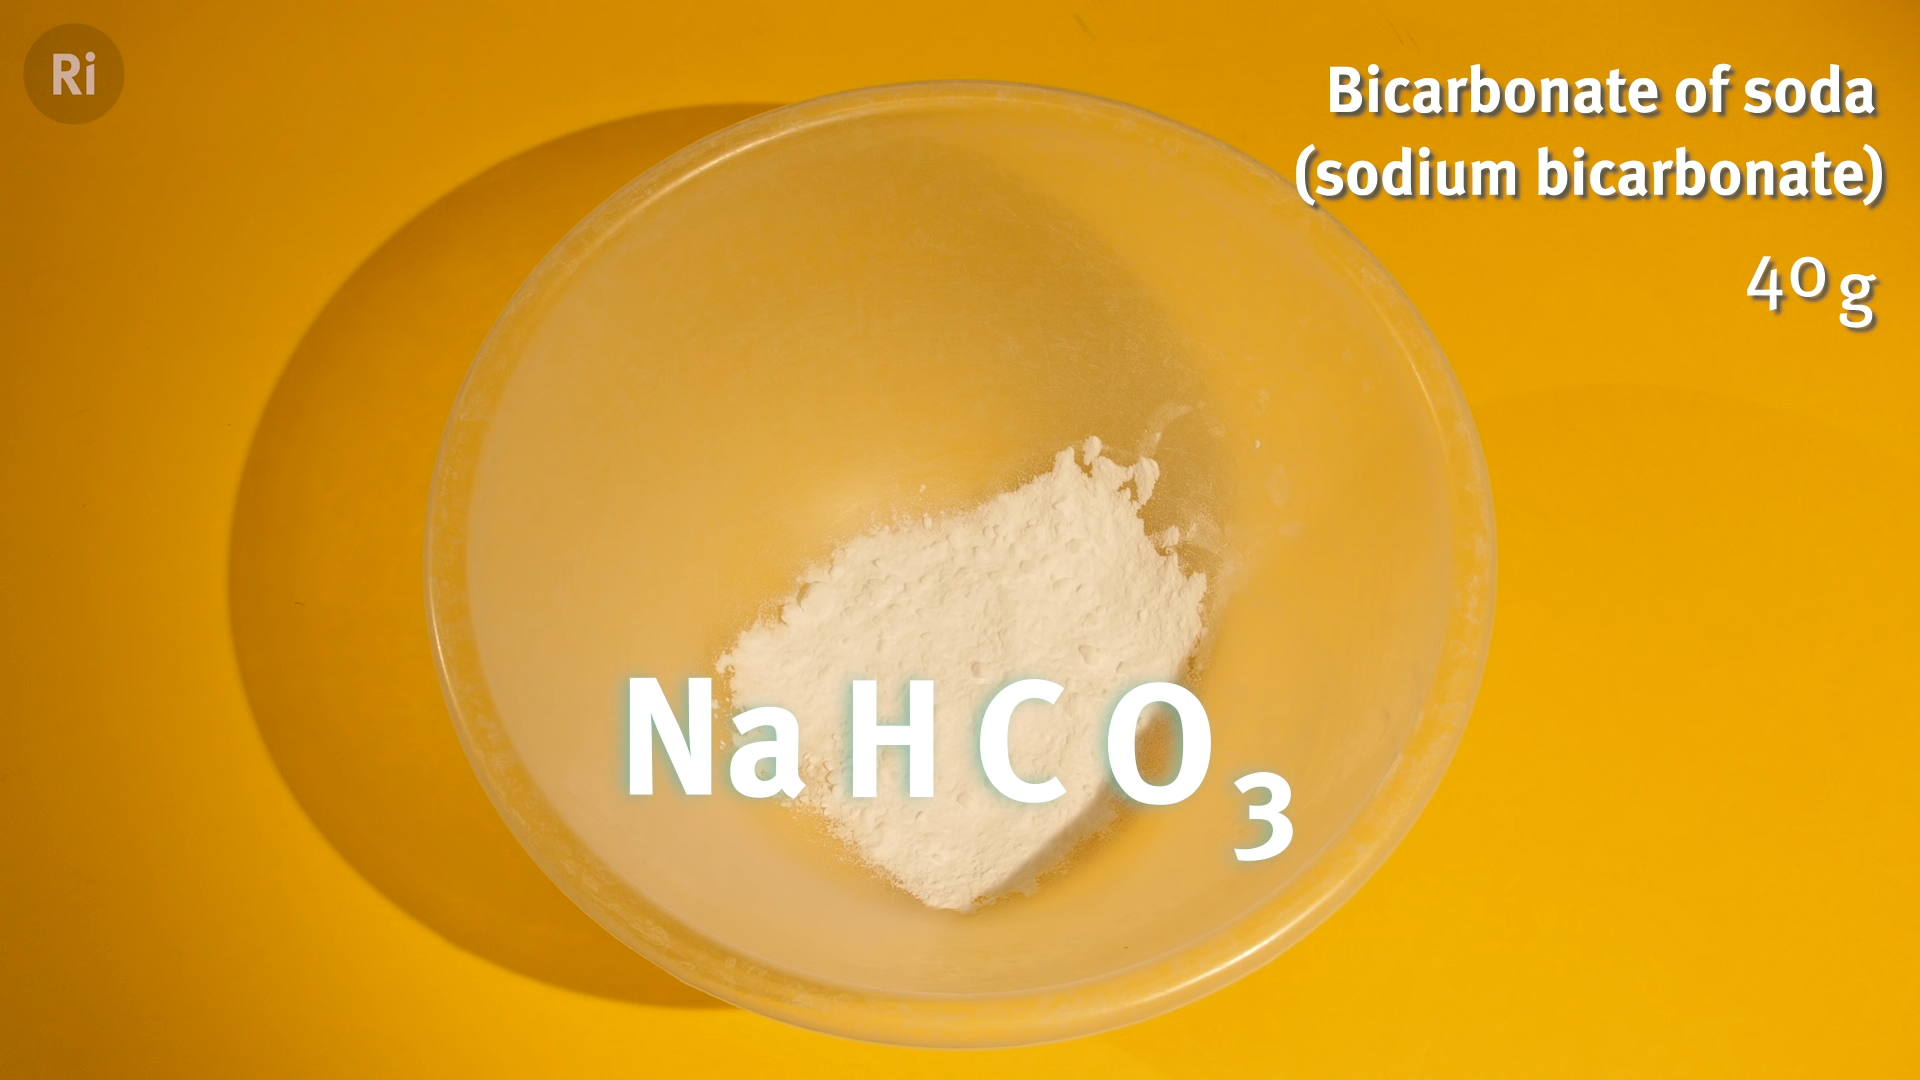 Ri
Bicarbonate of soda
(sodium bicarbonate)
40 g
NaHCO₃